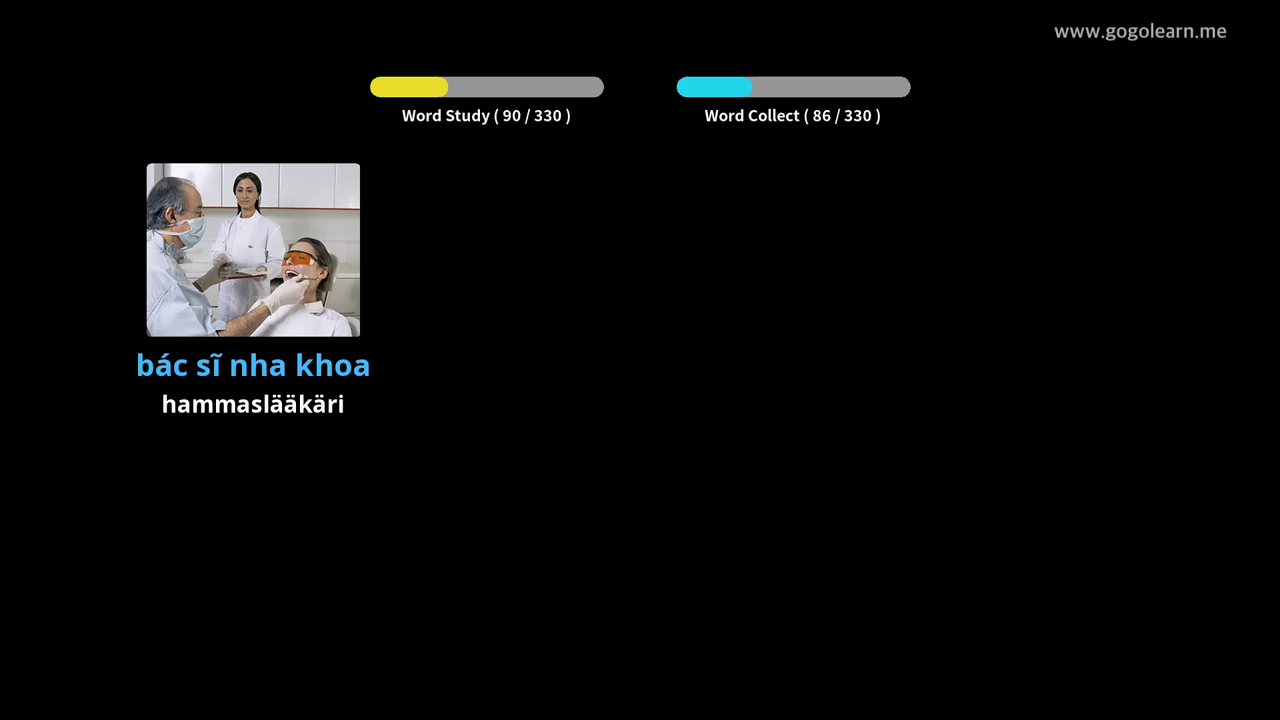 www.gogolearn.me
Word Study ( 90 / 330 )
Word Collect ( 86 / 330 )
bác sĩ nha khoa
hammaslääkäri